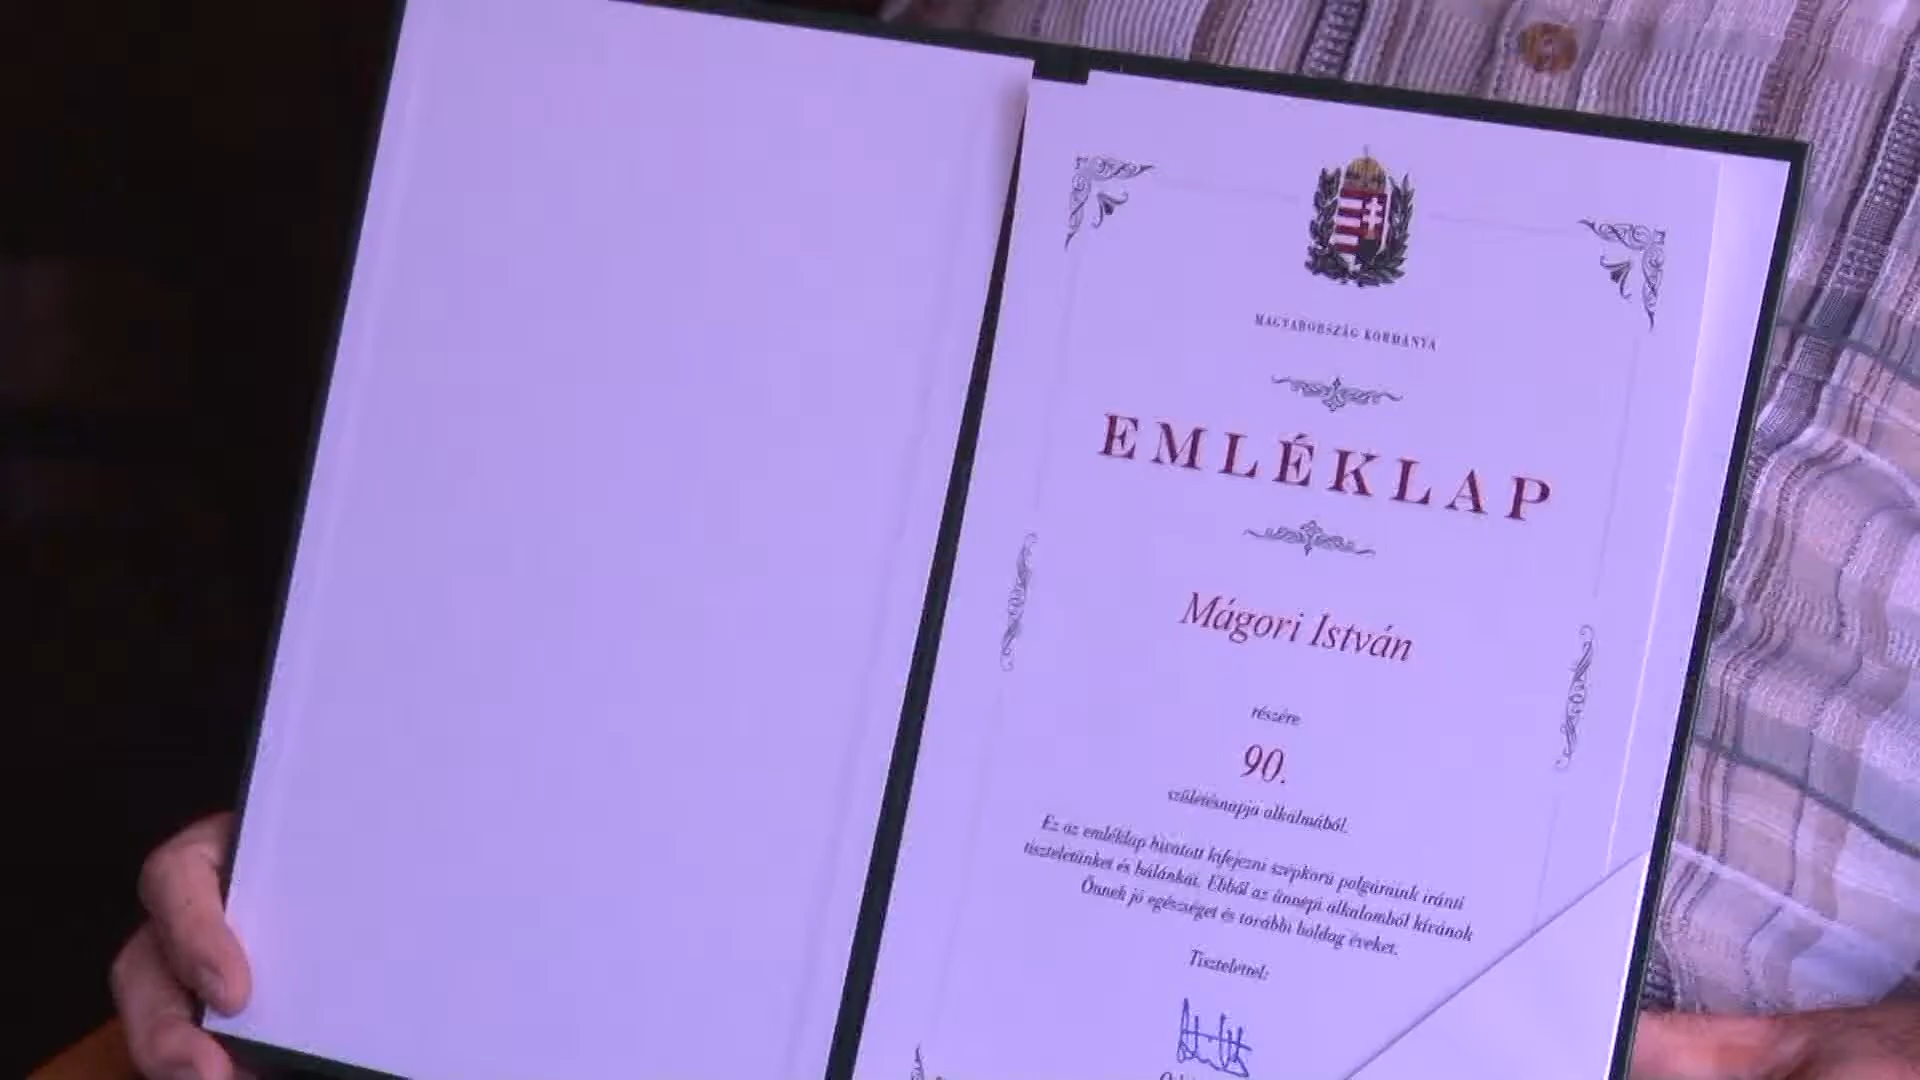 MAGYARORSZÁG KORMÁNYA
EMLÉKLAP
Mágori István
részére
90.
születésnapja alkalmából.
Ez az emléklap hivatott kifejezni szépkorú polgáraink iránti
tiszteletünket és hálánkat. Ebből az ünnepi alkalomból kívánok
Önnek jó egészséget és további boldog éveket.
Tisztelettel: